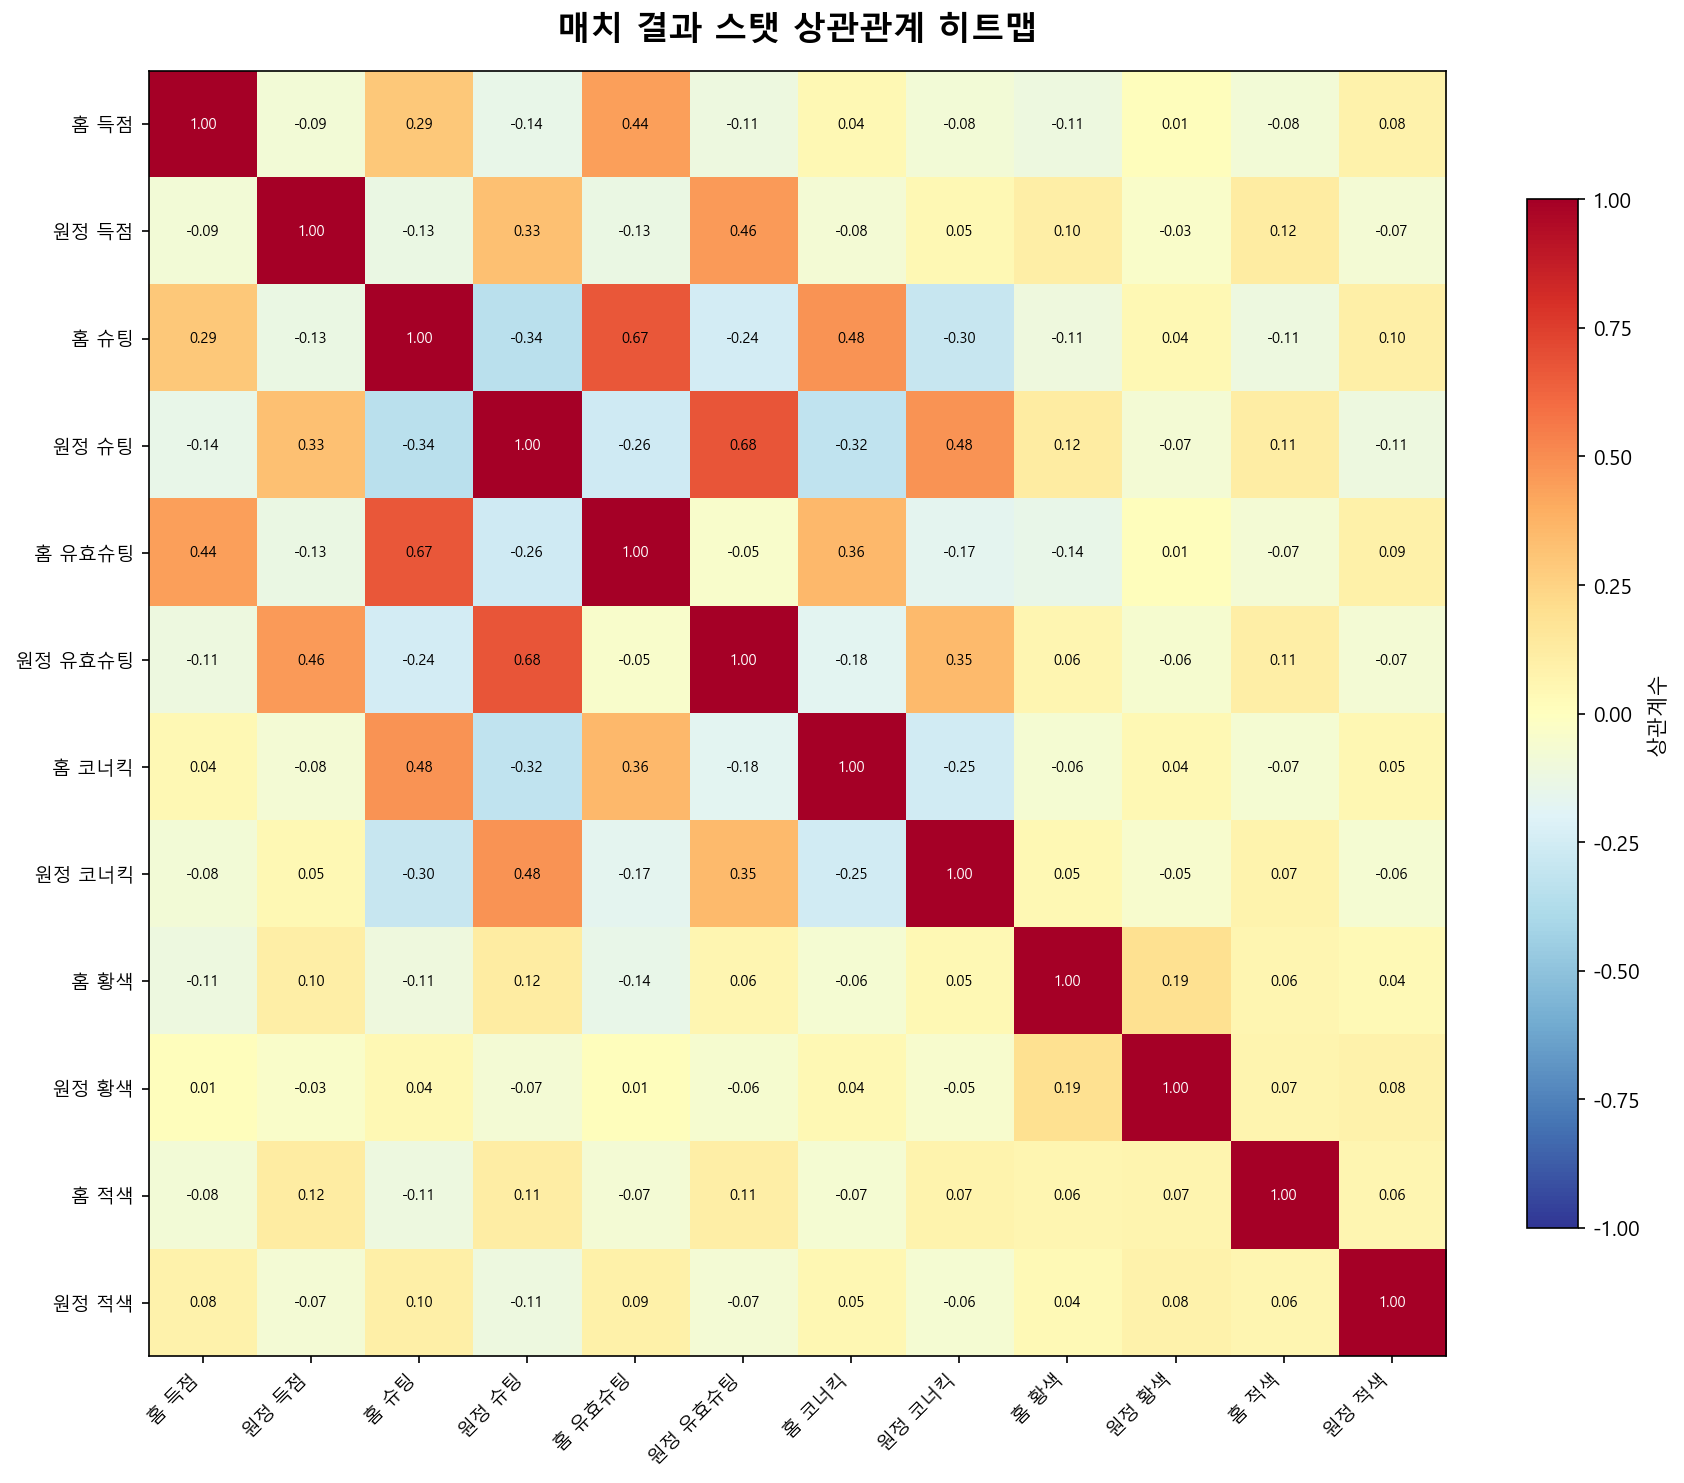 매치 결과 스탯 상관관계 히트맵
홈 득점 1.00 -0.09 0.29 -0.14 0.44 -0.11 0.04 -0.08 -0.11 0.01 -0.08 0.08
원정 득점 -0.09 1.00 -0.13 0.33 -0.13 0.46 -0.08 0.05 0.10 -0.03 0.12 -0.07
홈 슈팅 0.29 -0.13 1.00 -0.34 0.67 -0.24 0.48 -0.30 -0.11 0.04 -0.11 0.10
원정 슈팅 -0.14 0.33 -0.34 1.00 -0.26 0.68 -0.32 0.48 0.12 -0.07 0.11 -0.11
홈 유효슈팅 0.44 -0.13 0.67 -0.26 1.00 -0.05 0.36 -0.17 -0.14 0.01 -0.07 0.09
원정 유효슈팅 -0.11 0.46 -0.24 0.68 -0.05 1.00 -0.18 0.35 0.06 -0.06 0.11 -0.07
홈 코너킥 0.04 -0.08 0.48 -0.32 0.36 -0.18 1.00 -0.25 -0.06 0.04 -0.07 0.05
원정 코너킥 -0.08 0.05 -0.30 0.48 -0.17 0.35 -0.25 1.00 0.05 -0.05 0.07 -0.06
홈 황색 -0.11 0.10 -0.11 0.12 -0.14 0.06 -0.06 0.05 1.00 0.19 0.06 0.04
원정 황색 0.01 -0.03 0.04 -0.07 0.01 -0.06 0.04 -0.05 0.19 1.00 0.07 0.08
홈 적색 -0.08 0.12 -0.11 0.11 -0.07 0.11 -0.07 0.07 0.06 0.07 1.00 0.06
원정 적색 0.08 -0.07 0.10 -0.11 0.09 -0.07 0.05 -0.06 0.04 0.08 0.06 1.00
홈 득점 원정 득점 홈 슈팅 원정 슈팅 홈 유효슈팅 원정 유효슈팅 홈 코너킥 원정 코너킥 홈 황색 원정 황색 홈 적색 원정 적색
1.00
0.75
0.50
0.25
0.00
-0.25
-0.50
-0.75
-1.00
상관계수